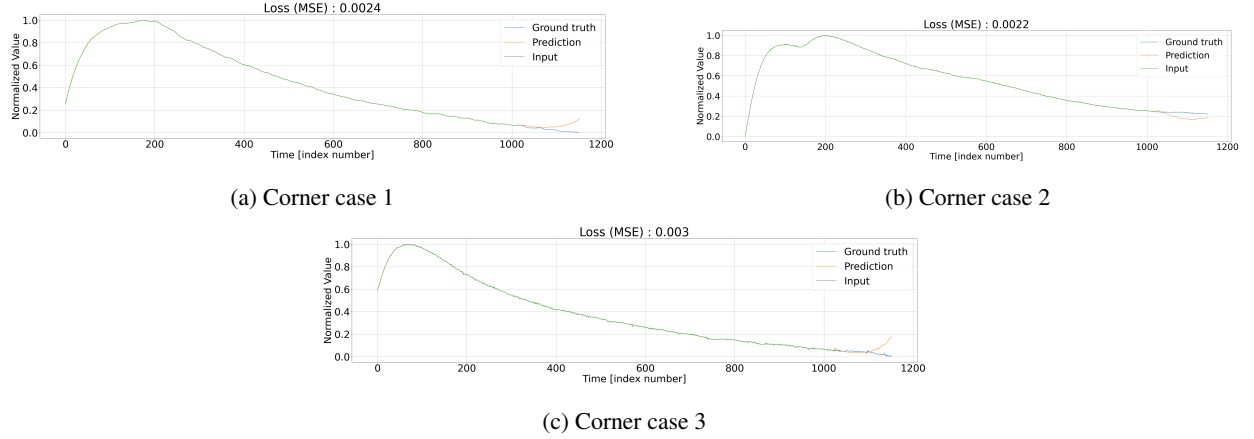 Loss (MSE) : 0.0024
Normalized Value
1.0
0.8
0.6
0.4
0.2
0.0
Ground truth
Prediction
Input
0 200 400 600 800 1000 1200
Time [index number]
(a) Corner case 1
Loss (MSE) : 0.0022
Normalized Value
1.0
0.8
0.6
0.4
0.2
0.0
Ground truth
Prediction
Input
0 200 400 600 800 1000 1200
Time [index number]
(b) Corner case 2
Loss (MSE) : 0.003
Normalized Value
1.0
0.8
0.6
0.4
0.2
0.0
Ground truth
Prediction
Input
0 200 400 600 800 1000 1200
Time [index number]
(c) Corner case 3